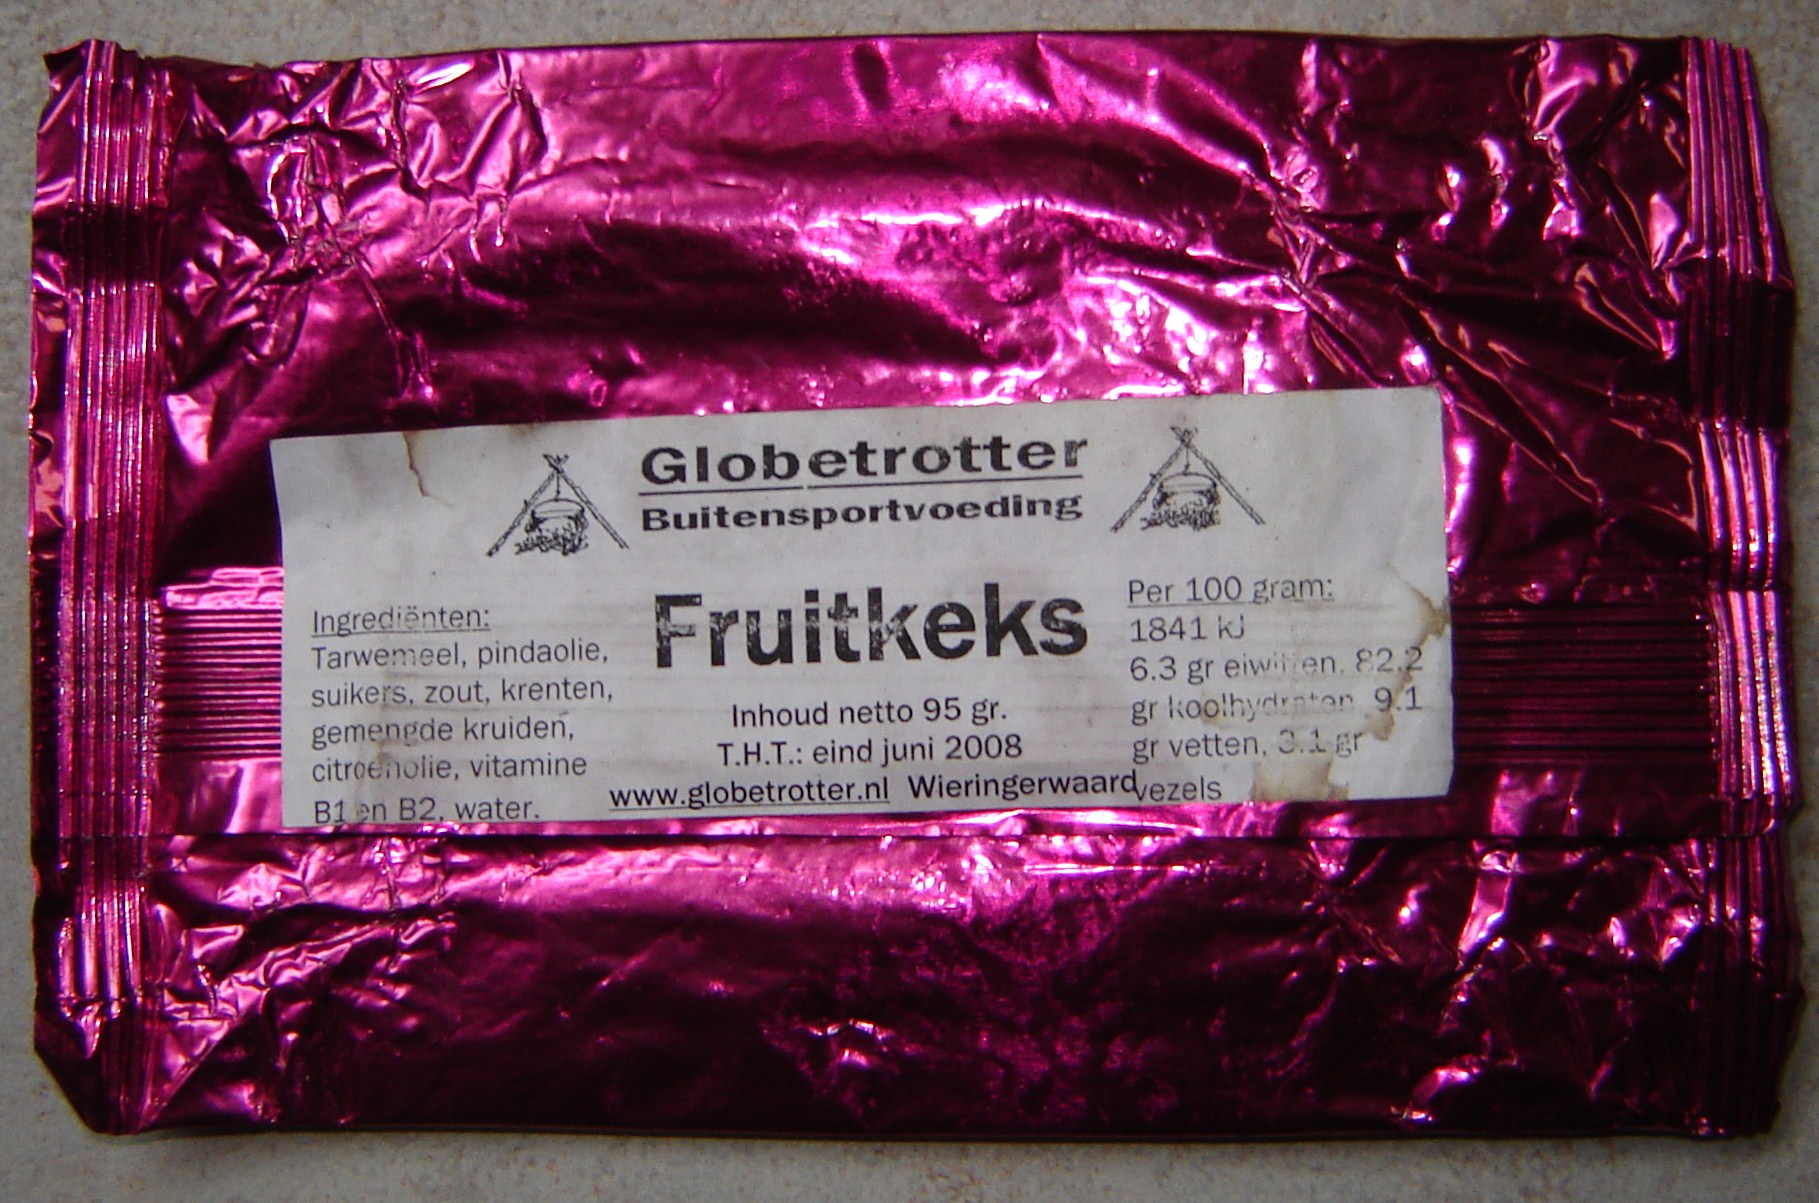 Globetrotter
Buitensportvoeding
Fruitkeks
Ingrediënten:
Tarwemeel, pindaolie,
suikers, zout, krenten,
gemengde kruiden,
citroenolie, vitamine
B1 en B2, water.
Inhoud netto 95 gr.
T.H.T.: eind juni 2008
www.globetrotter.nl Wieringerwaard
Per 100 gram:
1841 kJ
6.3 gr eiwitten. 82.2
gr koolhydraten 9.1
gr vetten, 3.1 gr
vezels